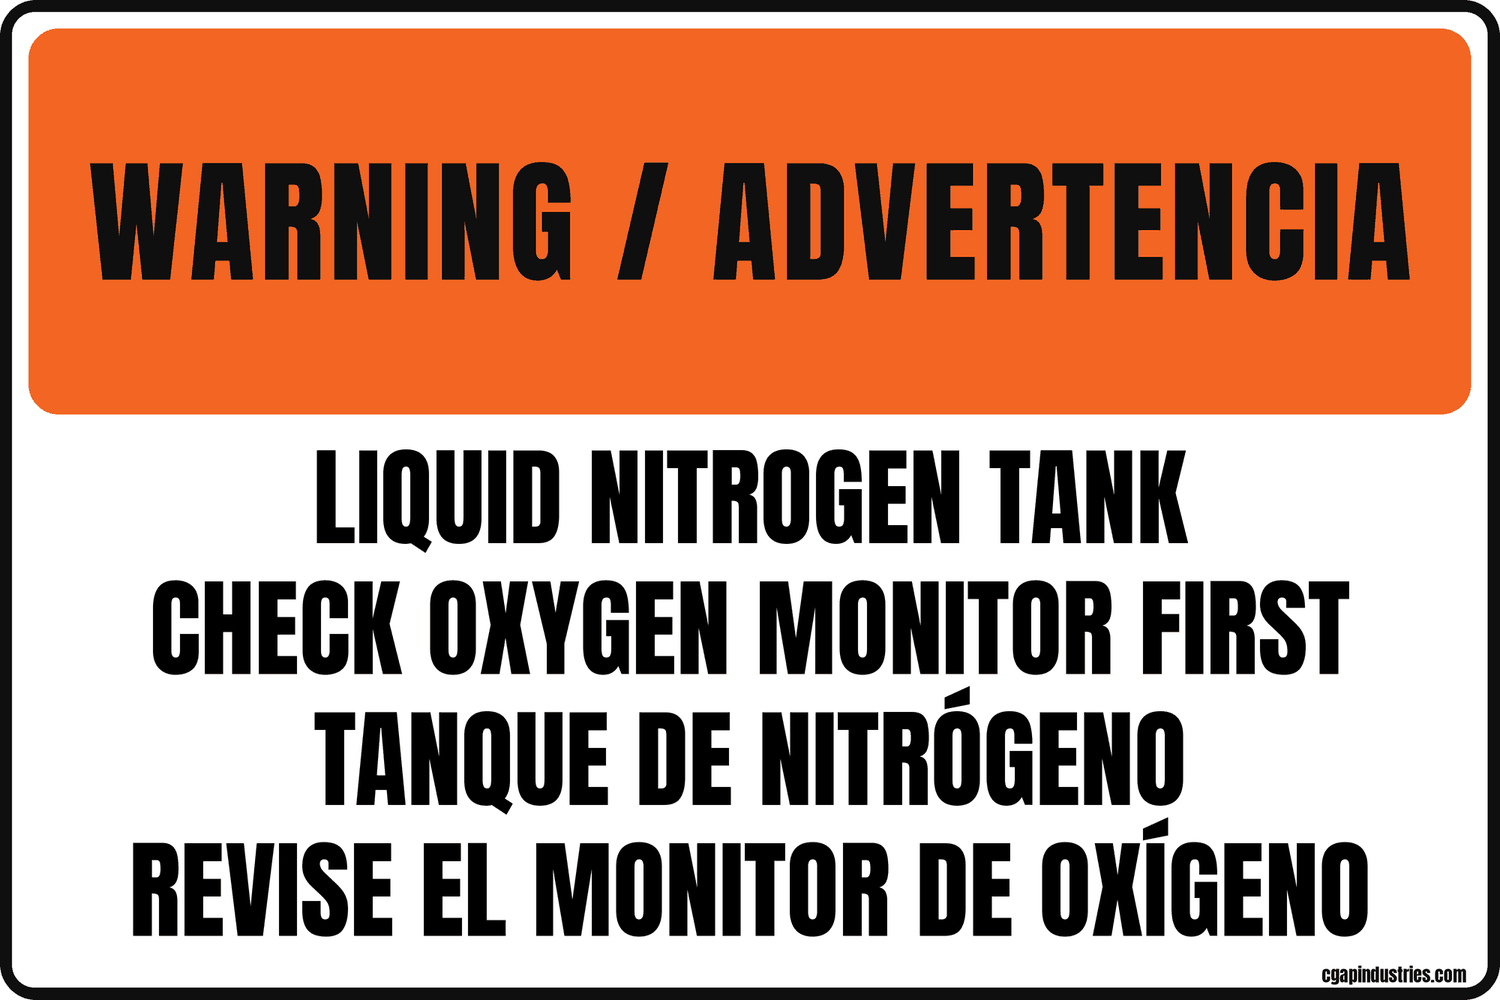 WARNING / ADVERTENCIA
LIQUID NITROGEN TANK
CHECK OXYGEN MONITOR FIRST
TANQUE DE NITRÓGENO
REVISE EL MONITOR DE OXÍGENO
cgapindustries.com